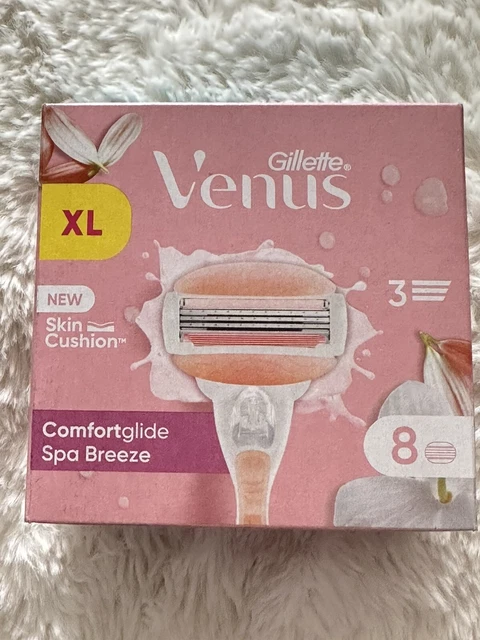 Gillette®
Venus
XL
NEW
Skin
Cushion™
3
Comfortglide
Spa Breeze
8